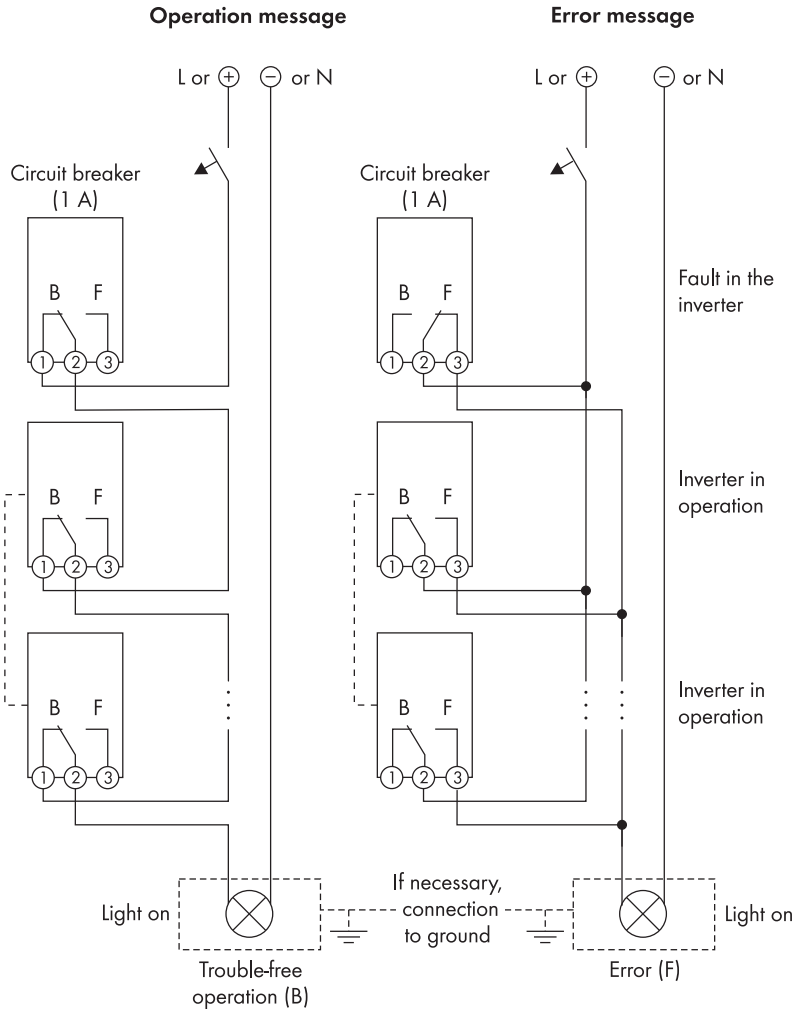 Operation message
Error message
L or + − or N
L or + − or N
Circuit breaker
(1 A)
Circuit breaker
(1 A)
B F
1 2 3
B F
1 2 3
Fault in the
inverter
B F
1 2 3
B F
1 2 3
Inverter in
operation
B F
1 2 3
B F
1 2 3
Inverter in
operation
Light on
If necessary,
connection
to ground
Light on
Trouble-free
operation (B)
Error (F)